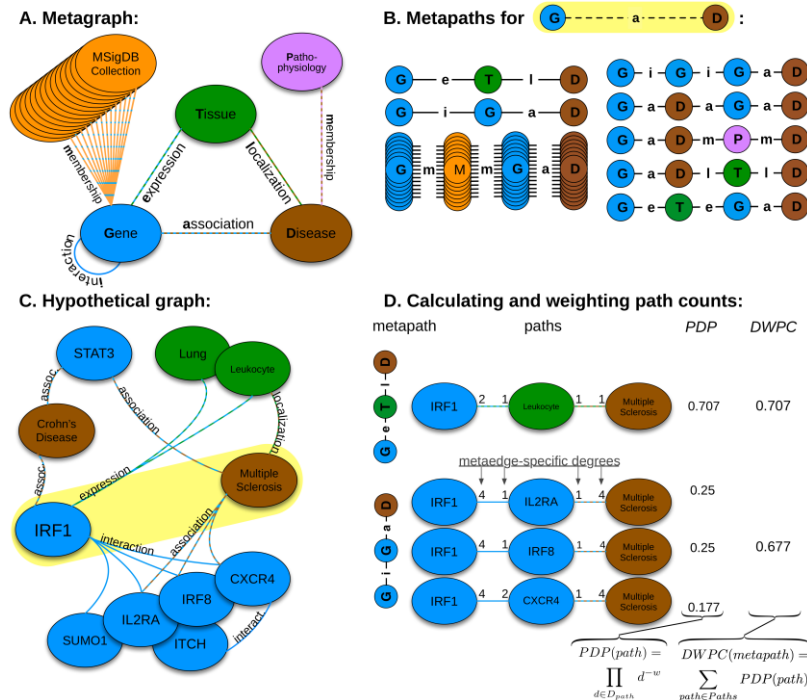 A. Metagraph:
MSigDB
Collection
Patho-
physiology
Tissue
membership
expression
localization
membership
Gene
association
Disease
interaction
B. Metapaths for G a D :
G e T l D
G i G a D
G m M m G a D
G i G i G a D
G a D a G a D
G a D m P m D
G a D l T l D
G e T e G a D
C. Hypothetical graph:
STAT3
Lung
Leukocyte
assoc.
association
localization
Crohn's
Disease
assoc.
expression
Multiple
Sclerosis
IRF1
interaction
association
CXCR4
IRF8
IL2RA
SUMO1
ITCH
interact
D. Calculating and weighting path counts:
metapath paths PDP DWPC
G e T l D
IRF1 2 1 Leukocyte 1 1 Multiple
Sclerosis
0.707 0.707
metaedge-specific degrees
G i G a D
IRF1 4 1 IL2RA 1 4 Multiple
Sclerosis
0.25
IRF1 4 1 IRF8 1 4 Multiple
Sclerosis
0.25 0.677
IRF1 4 2 CXCR4 1 4 Multiple
Sclerosis
0.177
PDP(path) =
∏ d^{-w}
d∈D_{path}
DWPC(metapath) =
∑ PDP(path)
path∈Paths